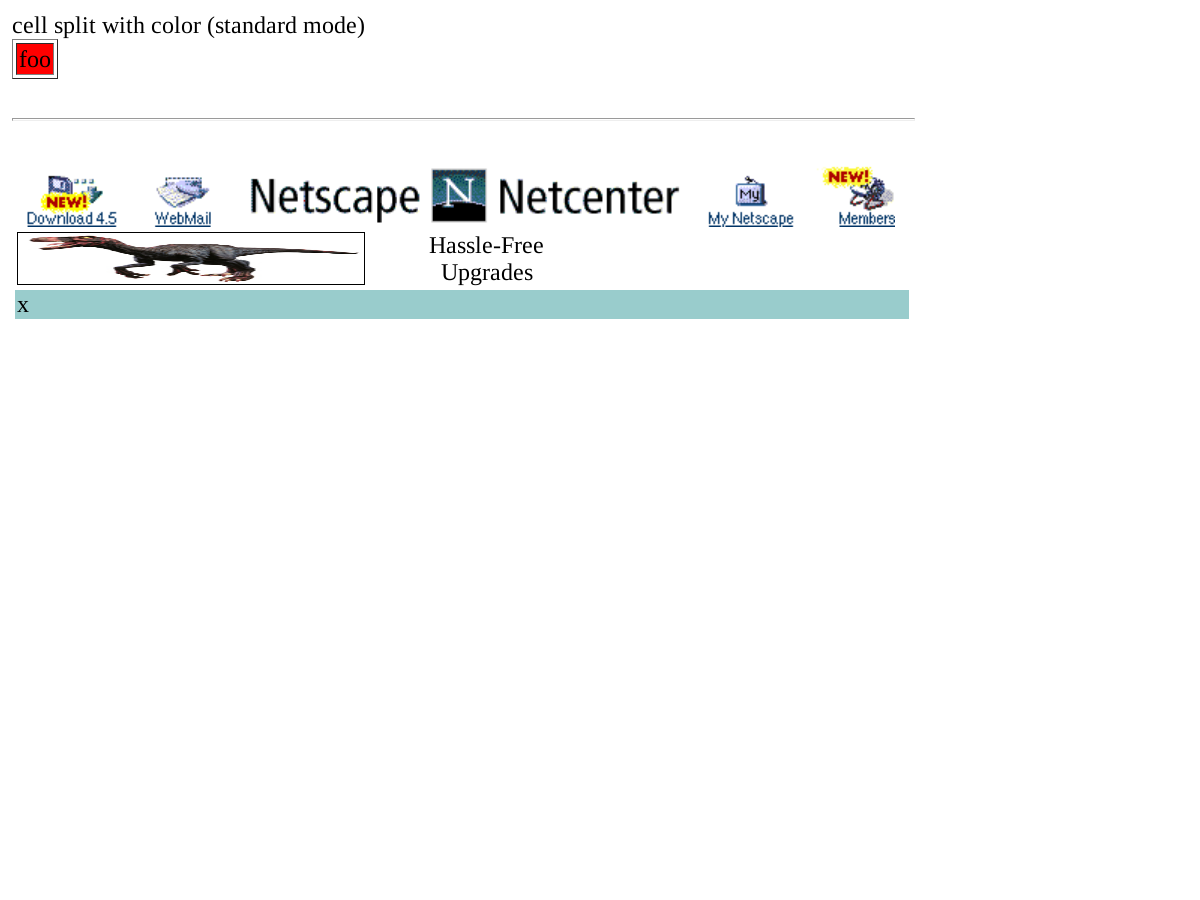 cell split with color (standard mode)
foo
NEW! Download 4.5 WebMail Netscape N Netcenter My My Netscape NEW! Members
Hassle-Free
Upgrades
x